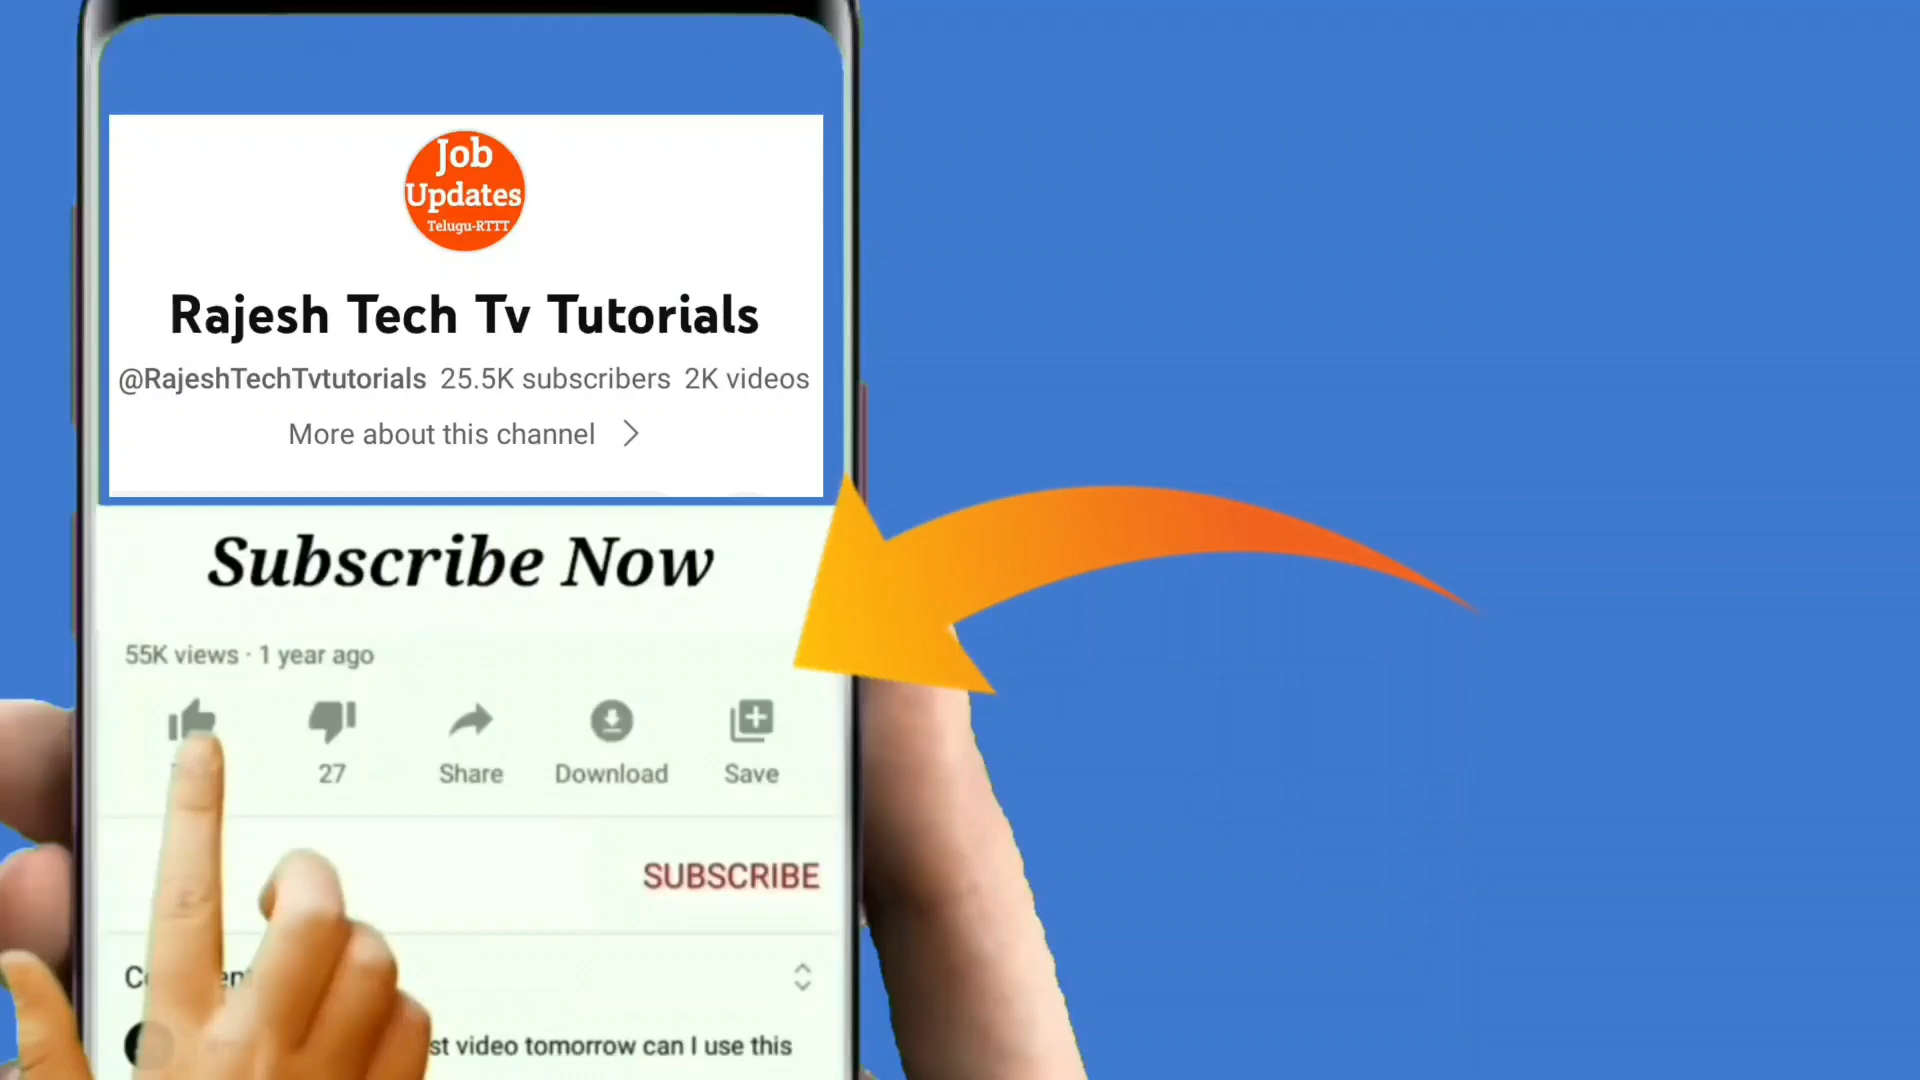 Job
Updates
Telugu-RTTT
Rajesh Tech Tv Tutorials
@RajeshTechTvtutorials 25.5K subscribers 2K videos
More about this channel
Subscribe Now
55K views · 1 year ago
27
Share
Download
Save
SUBSCRIBE
video tomorrow can I use this